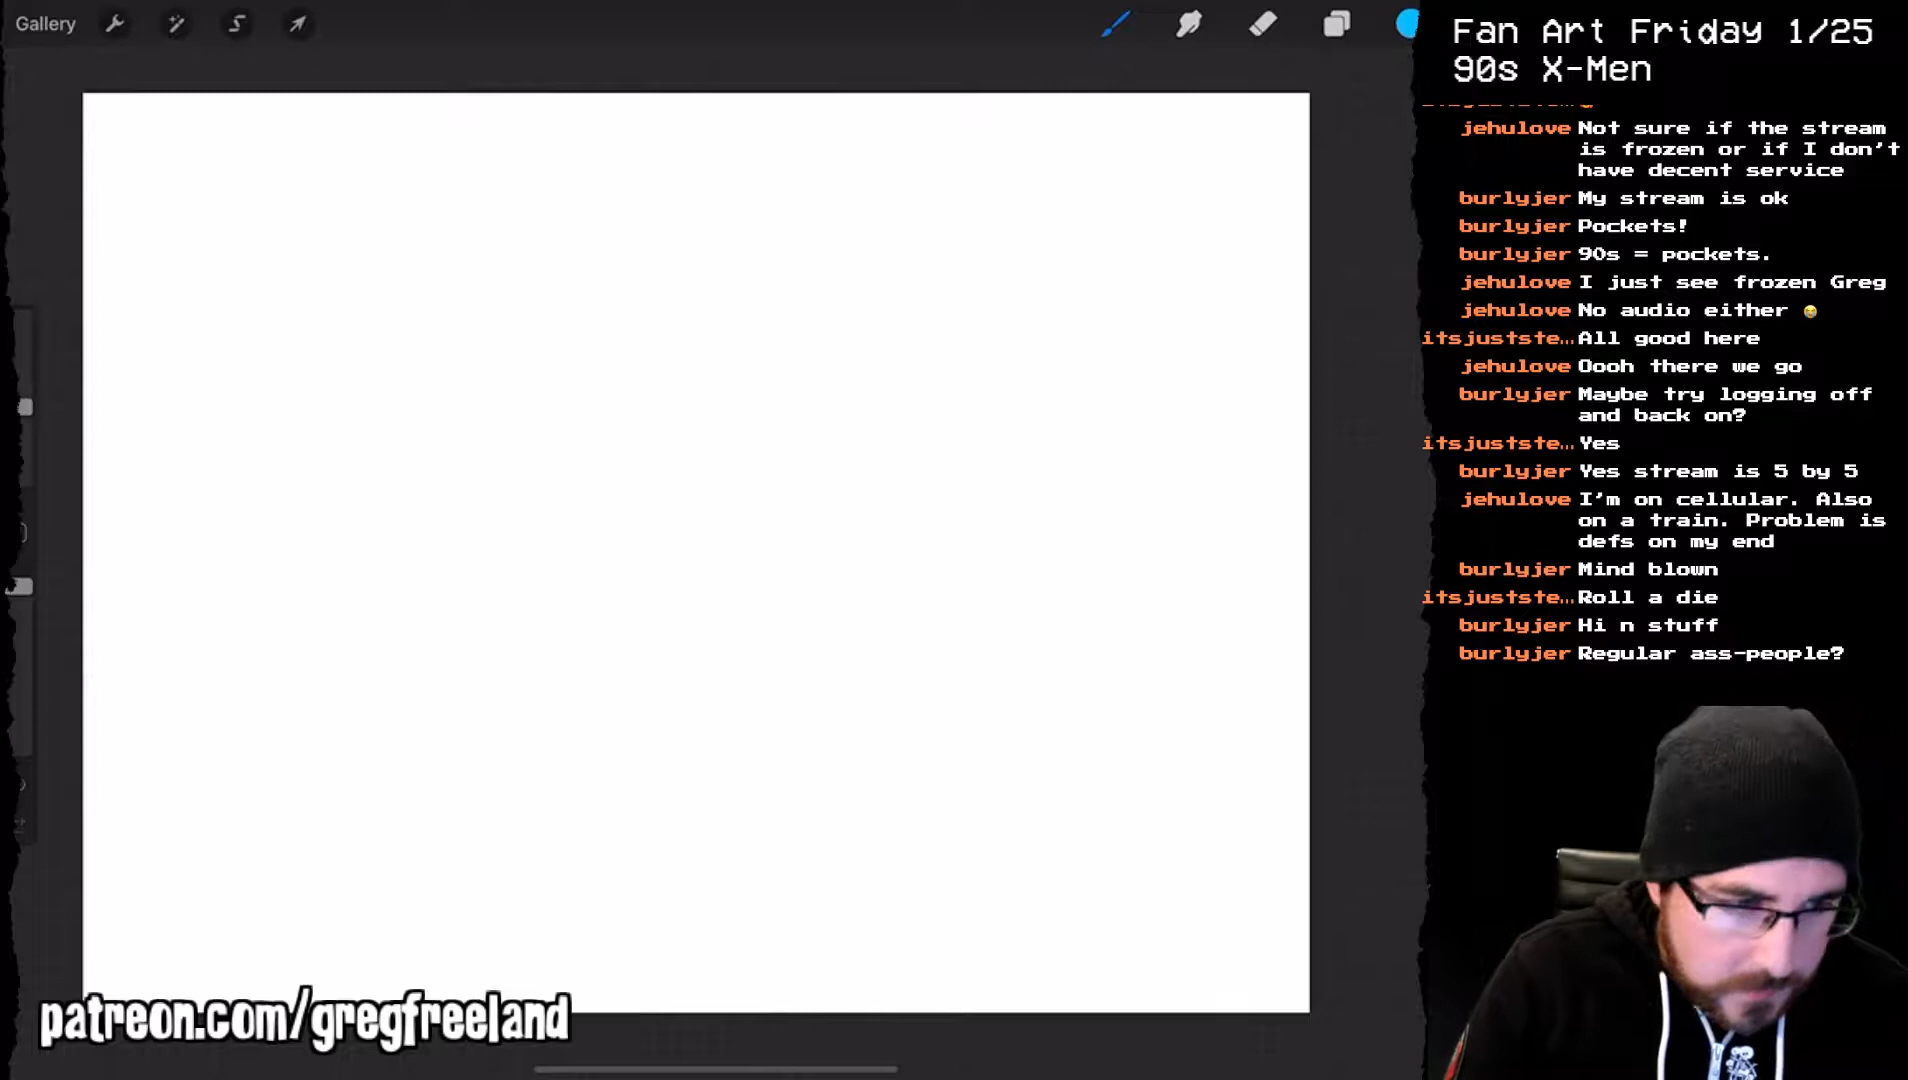 Gallery
Fan Art Friday 1/25
90s X-Men
jehulove Not sure if the stream
is frozen or if I don't
have decent service
burlyjer My stream is ok
burlyjer Pockets!
burlyjer 90s = pockets.
jehulove I just see frozen Greg
jehulove No audio either 😭
itsjustste… All good here
jehulove Oooh there we go
burlyjer Maybe try logging off
and back on?
itsjustste… Yes
burlyjer Yes stream is 5 by 5
jehulove I'm on cellular. Also
on a train. Problem is
defs on my end
burlyjer Mind blown
itsjustste… Roll a die
burlyjer Hi n stuff
burlyjer Regular ass-people?
patreon.com/gregfreeland